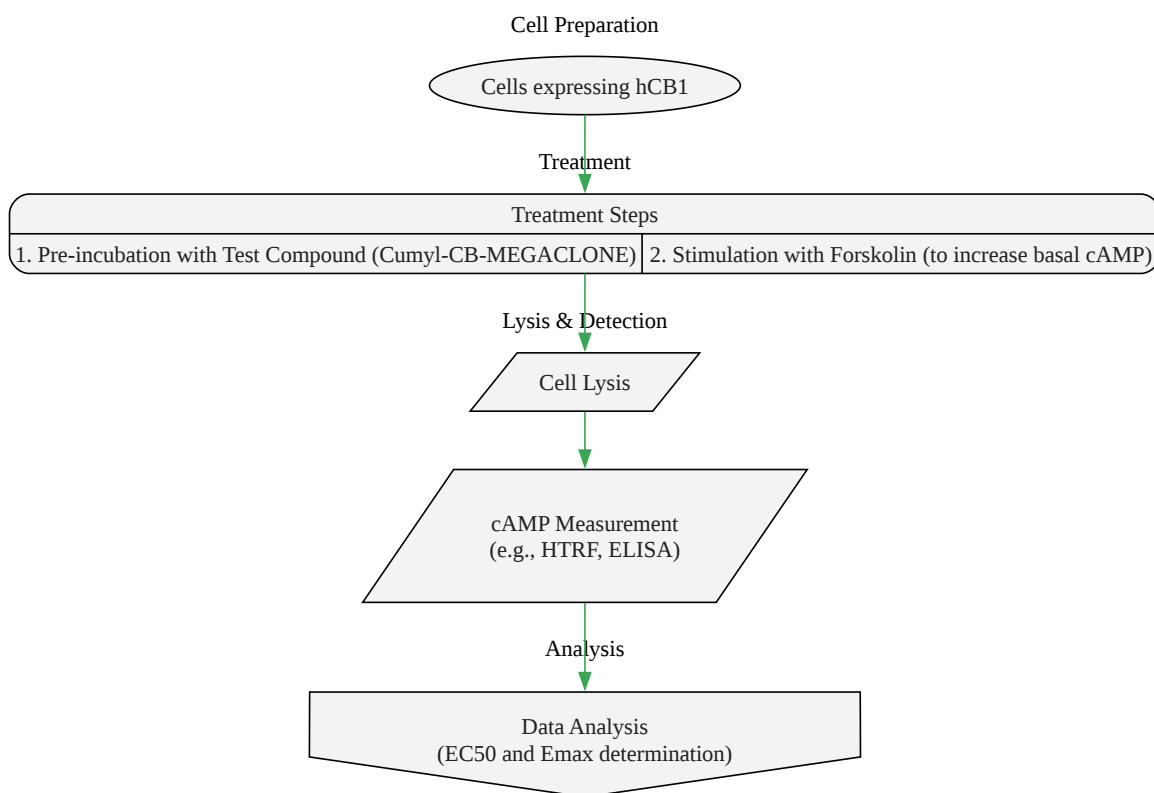 Cell Preparation
Cells expressing hCB1
Treatment
Treatment Steps
1. Pre-incubation with Test Compound (Cumyl-CB-MEGACLONE)
2. Stimulation with Forskolin (to increase basal cAMP)
Lysis & Detection
Cell Lysis
cAMP Measurement
(e.g., HTRF, ELISA)
Analysis
Data Analysis
(EC50 and Emax determination)